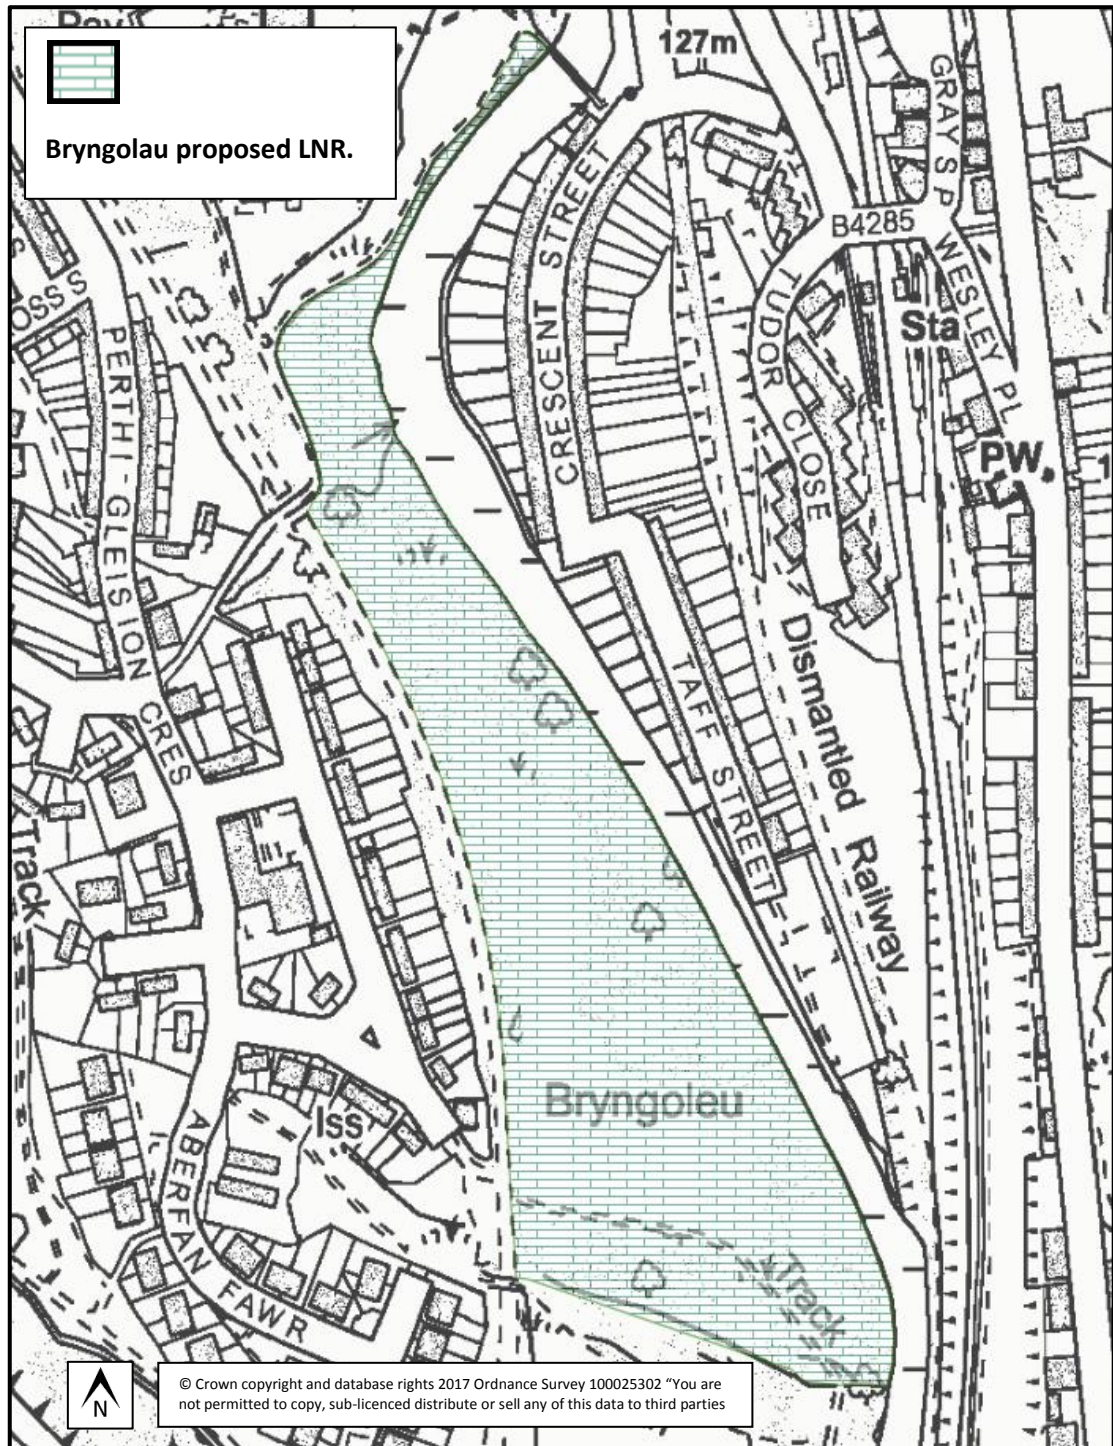 Bryngolau proposed LNR.
127m
GRAY'S P
B4285
WESLEY PL
Sta
PW
TUDOR CLOSE
CRESCENT STREET
PERTHI-GLEISION CRES
TAFF STREET
Dismantled Railway
Track
Bryngoleu
Iss
ABERFAN FAWR
Track
N
© Crown copyright and database rights 2017 Ordnance Survey 100025302 “You are
not permitted to copy, sub-licenced distribute or sell any of this data to third parties